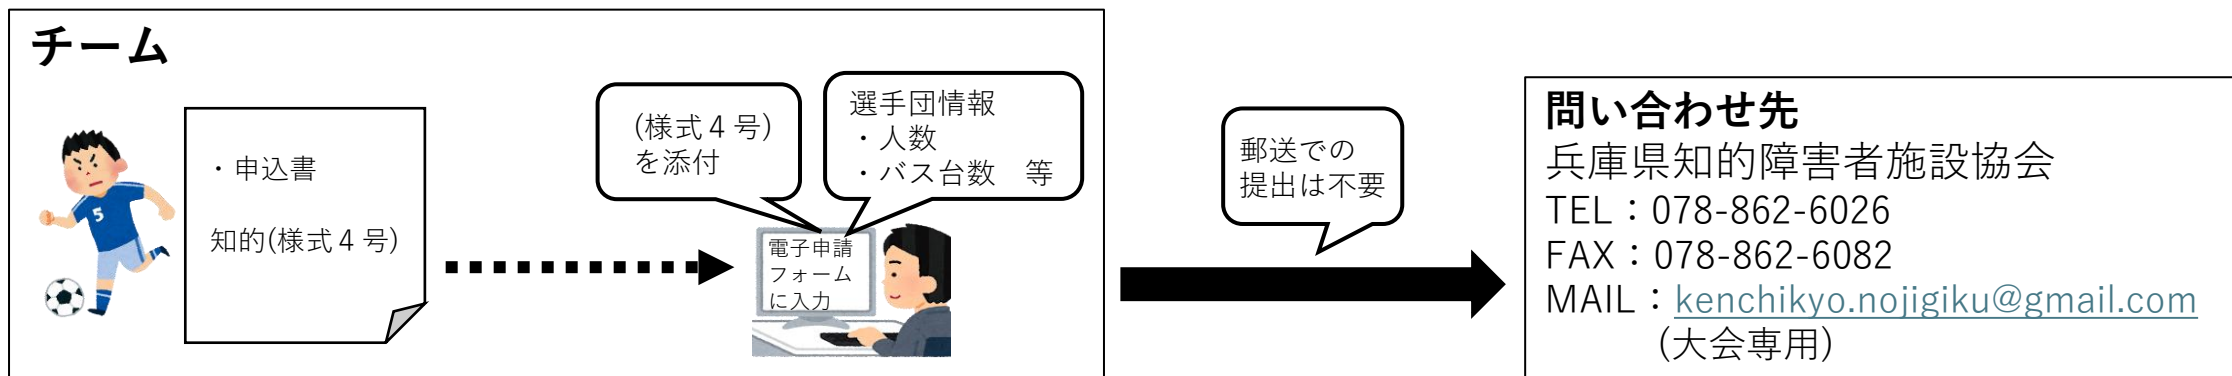 チーム
・申込書
知的(様式４号)
(様式４号)
を添付
選手団情報
・人数
・バス台数　等
電子申請
フォーム
に入力
5
郵送での
提出は不要
問い合わせ先
兵庫県知的障害者施設協会
TEL：078-862-6026
FAX：078-862-6082
MAIL：kenchikyo.nojigiku@gmail.com
(大会専用)